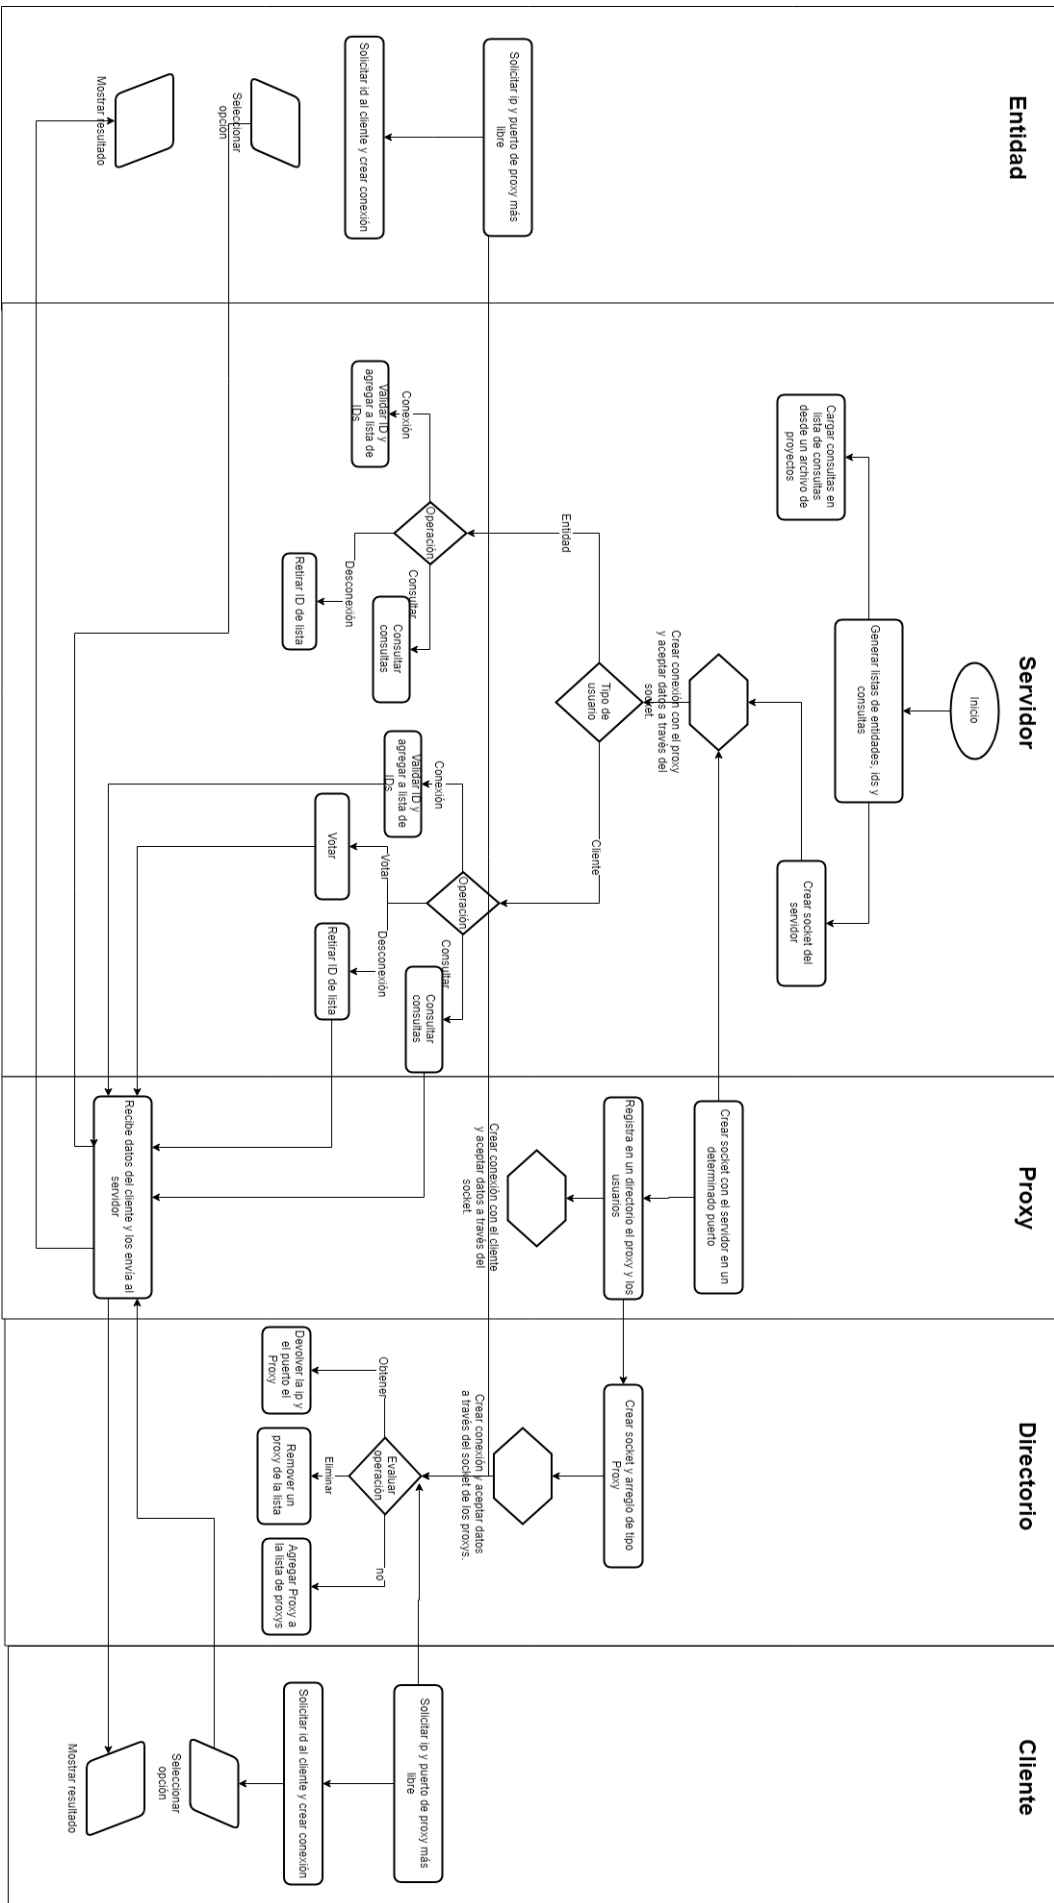 Entidad
Solicitar ip y puerto de proxy más
libre
Solicitar id al cliente y crear conexión
Seleccionar
opción
Mostrar resultado
Servidor
Inicio
Generar listas de entidades, ids y
consultas
Cargar consultas en
lista de consultas
desde un archivo de
proyectos
Crear socket del
servidor
Crear conexión con el proxy
y aceptar datos a través del
socket.
Tipo de
usuario
Entidad
Cliente
Operación
Conexión
Validar ID y
agregar a lista de
IDs
Consultar
Consultar
consultas
Desconexión
Retirar ID de lista
Operación
Conexión
Validar ID y
agregar a lista de
IDs
Votar
Votar
Desconexión
Retirar ID de lista
Consultar
Consultar
consultas
Proxy
Crear socket con el servidor en un
determinado puerto
Registra en un directorio el proxy y los
usuarios
Crear conexión con el cliente
y aceptar datos a través del
socket.
Recibe datos del cliente y los envía al
servidor
Directorio
Crear socket y arreglo de tipo
Proxy
Crear conexión y aceptar datos
a través del socket de los proxys.
Evaluar
operación
Obtener
Devolver la ip y
el puerto el
Proxy
Eliminar
Remover un
proxy de la lista
no
Agregar Proxy a
la lista de proxys
Cliente
Solicitar ip y puerto de proxy más
libre
Solicitar id al cliente y crear conexión
Seleccionar
opción
Mostrar resultado